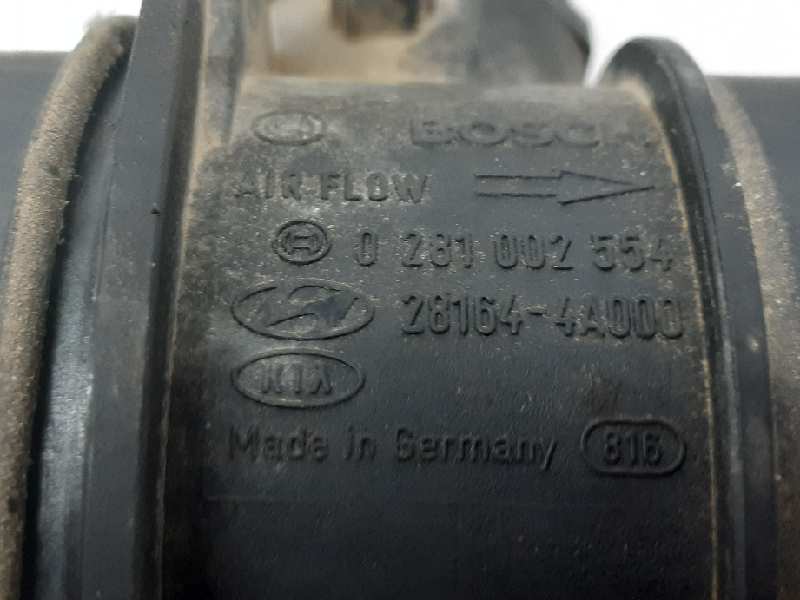 BOSCH
AIR FLOW
0 281 002 554
28164-4A000
KIA
Made in Germany 816